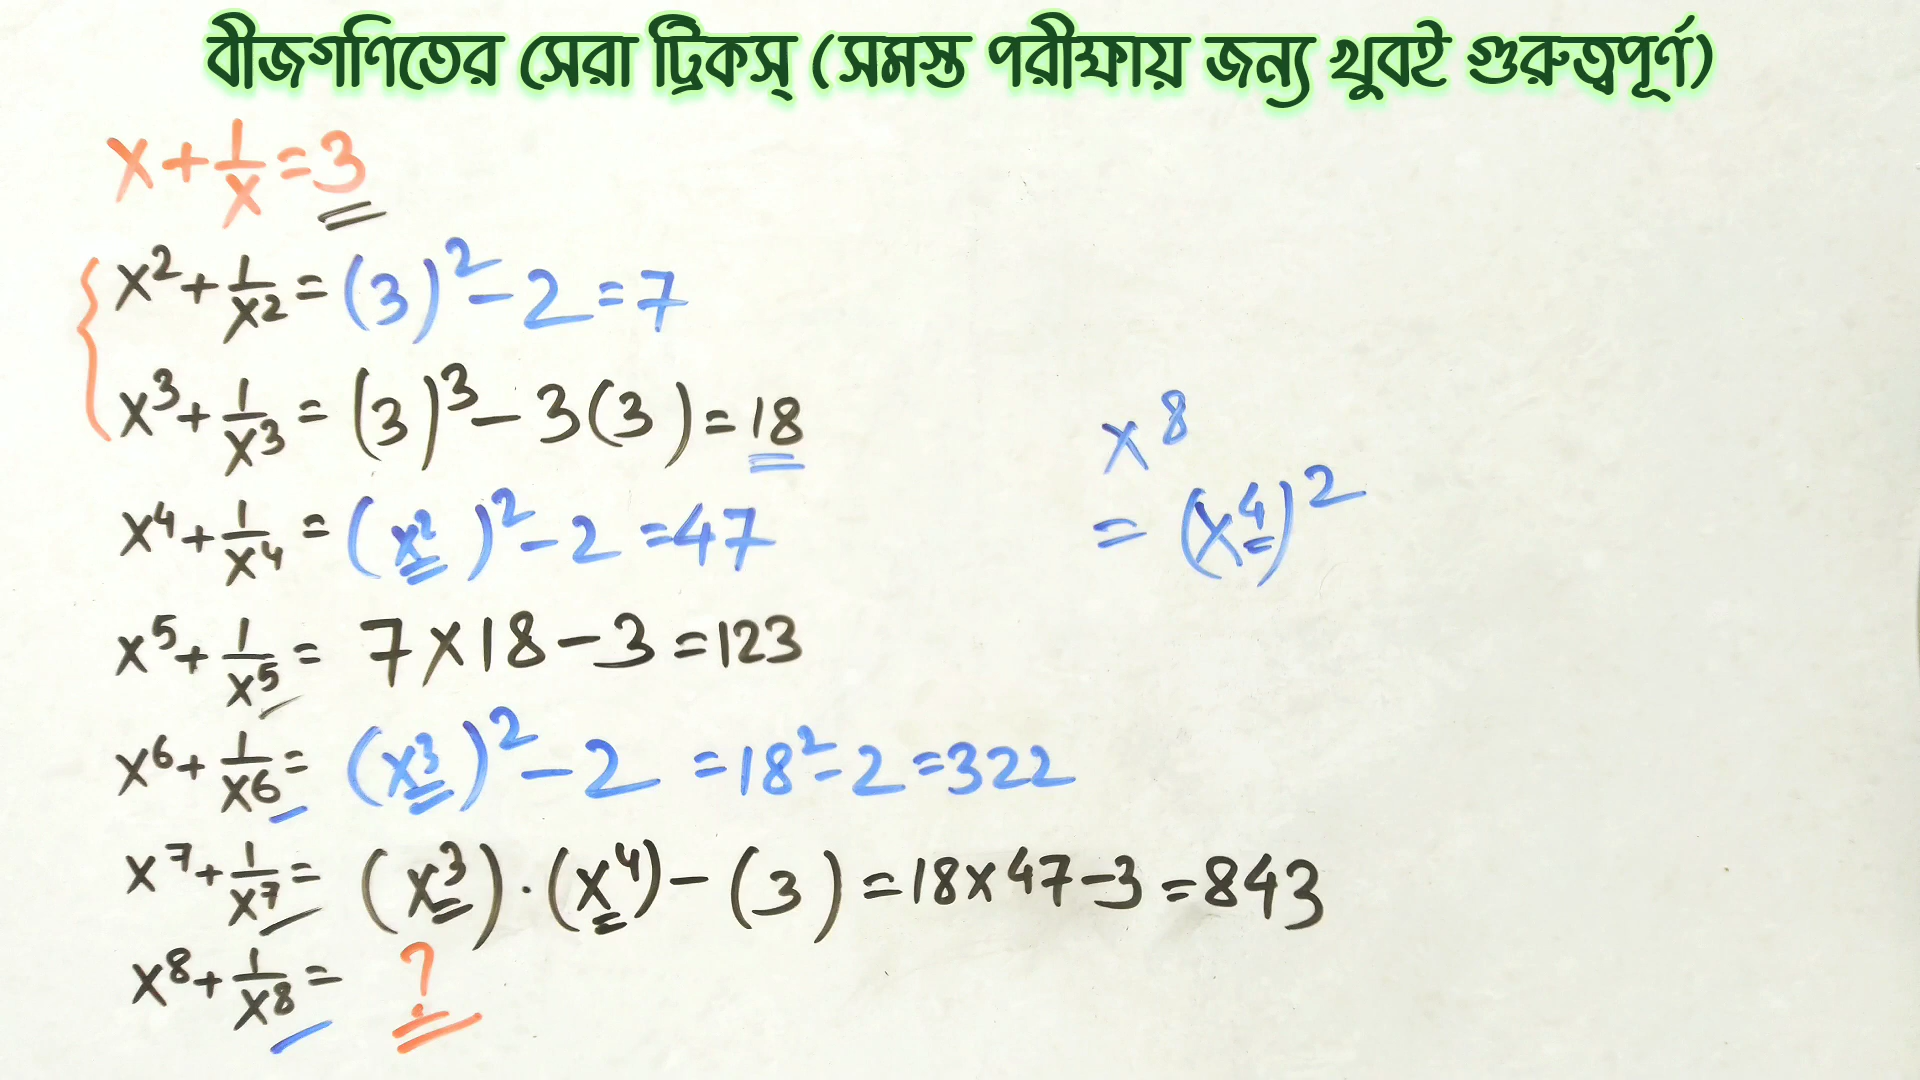 বীজগণিতের সেরা ট্রিকস্ (সমস্ত পরীক্ষায় জন্য খুবই গুরুত্বপূর্ণ)
x + 1/x = 3
x² + 1/x² = (3)² - 2 = 7
x³ + 1/x³ = (3)³ - 3(3) = 18
x⁴ + 1/x⁴ = (x²)² - 2 = 47
x⁵ + 1/x⁵ = 7 × 18 - 3 = 123
x⁶ + 1/x⁶ = (x³)² - 2 = 18² - 2 = 322
x⁷ + 1/x⁷ = (x³) · (x⁴) - (3) = 18 × 47 - 3 = 843
x⁸ + 1/x⁸ = ?
x⁸
= (x⁴)²